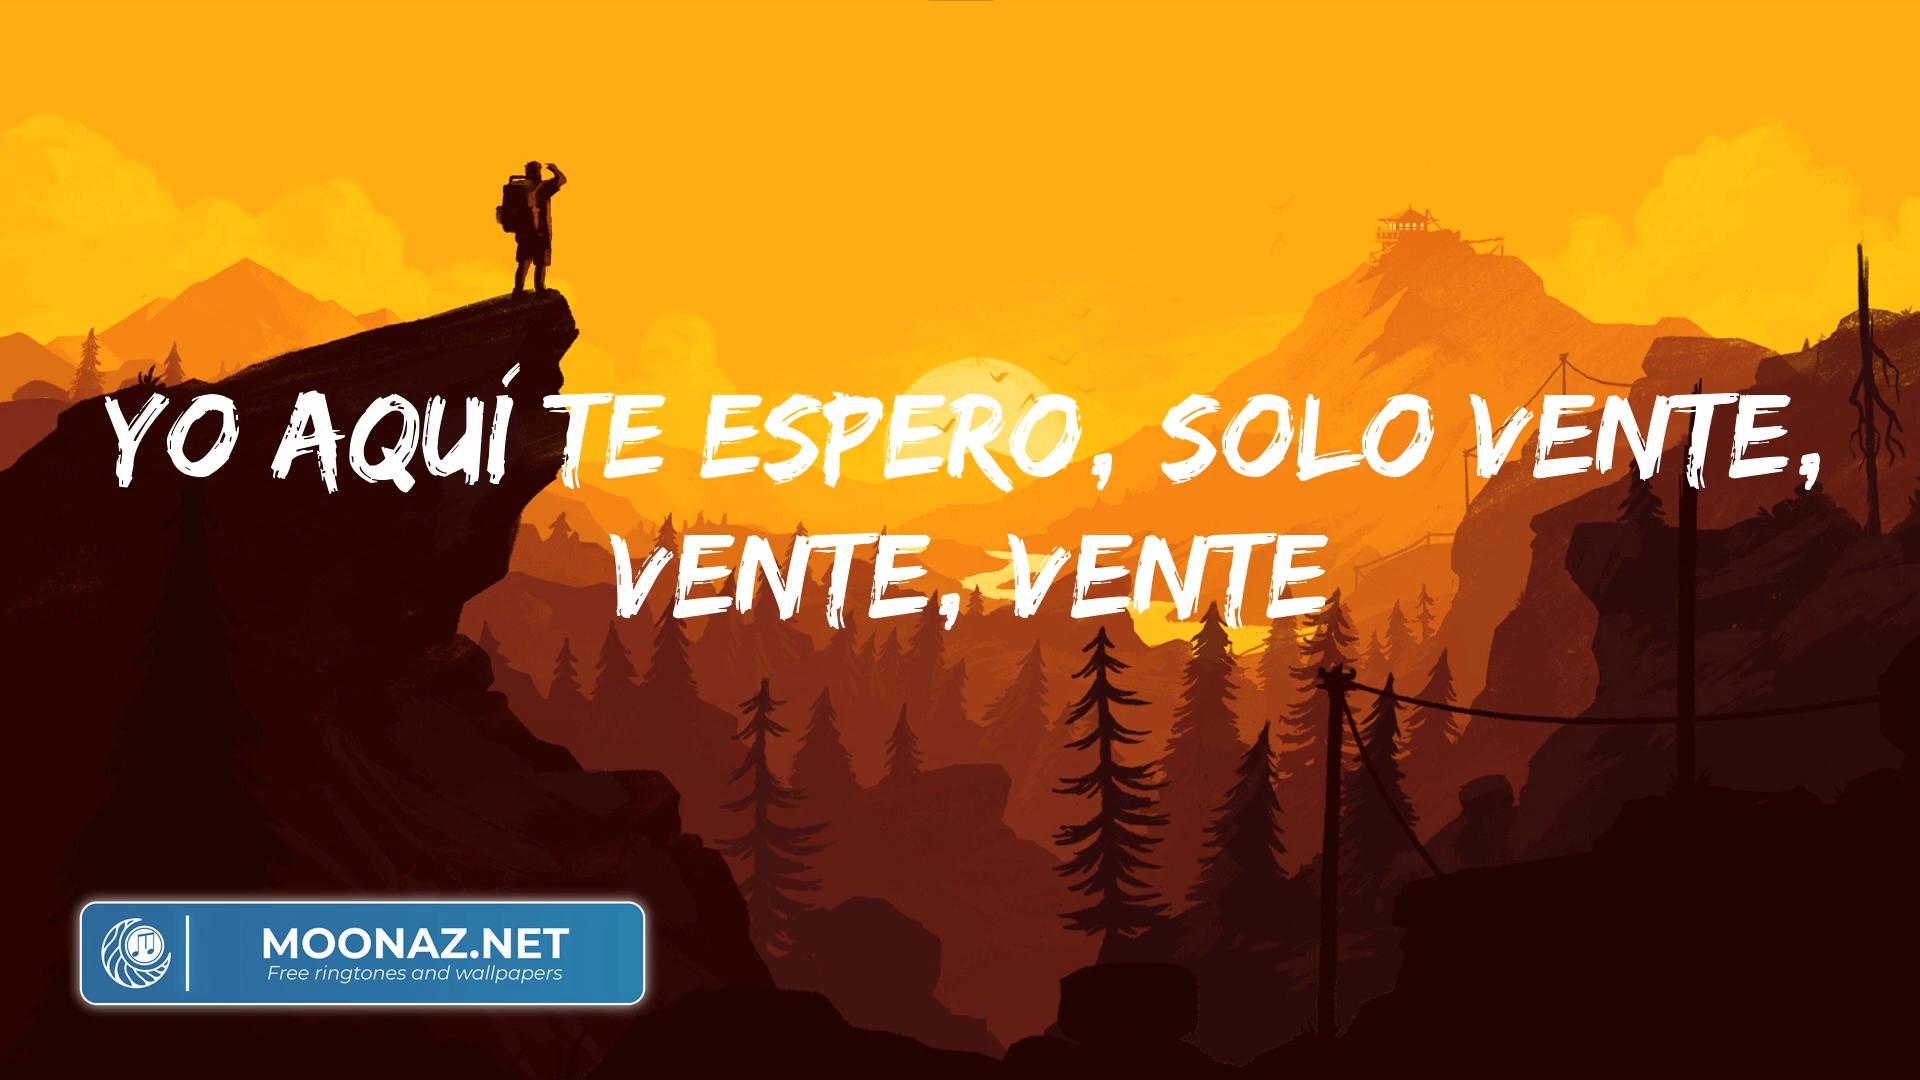 YO AQUÍ TE ESPERO, SOLO VENTE,
VENTE, VENTE
MOONAZ.NET
Free ringtones and wallpapers